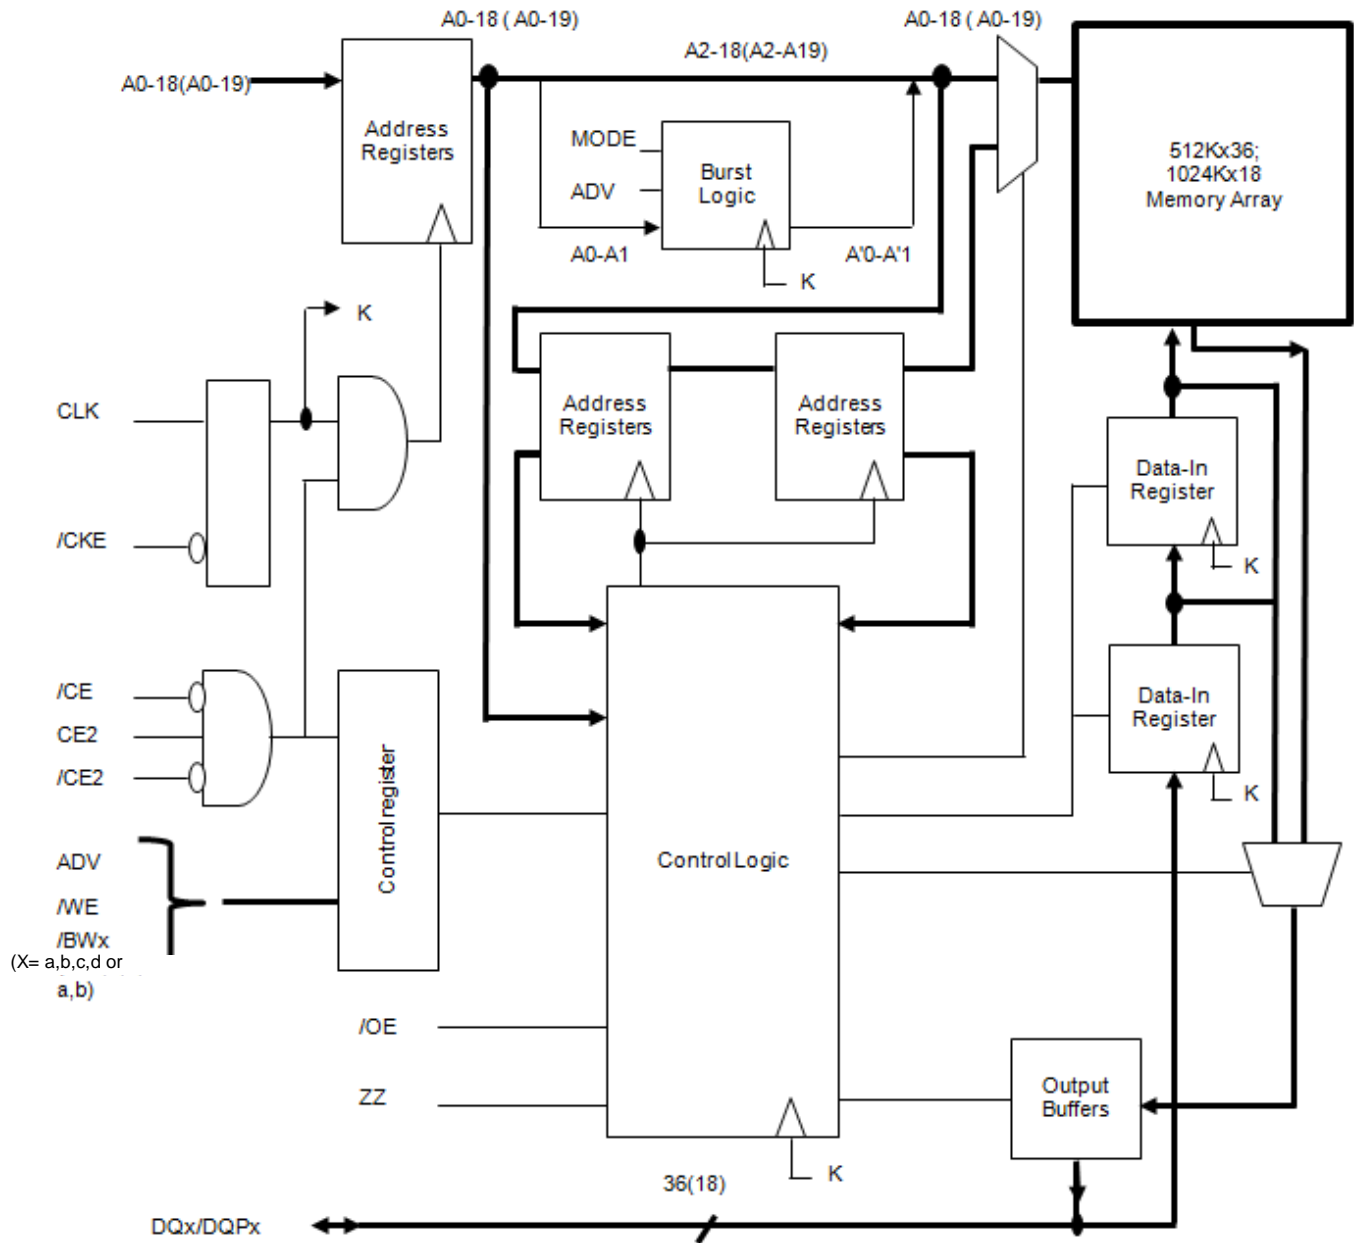 A0-18 ( A0-19)
A0-18 ( A0-19)
A2-18(A2-A19)
A0-18(A0-19)
Address
Registers
MODE
ADV
Burst
Logic
A0-A1
A'0-A'1
K
512Kx36;
1024Kx18
Memory Array
K
CLK
/CKE
Address
Registers
Address
Registers
Data-In
Register
K
/CE
CE2
/CE2
Control register
Data-In
Register
K
ADV
/WE
/BWx
(X= a,b,c,d or
a,b)
Control Logic
/OE
ZZ
K
Output
Buffers
36(18)
DQx/DQPx